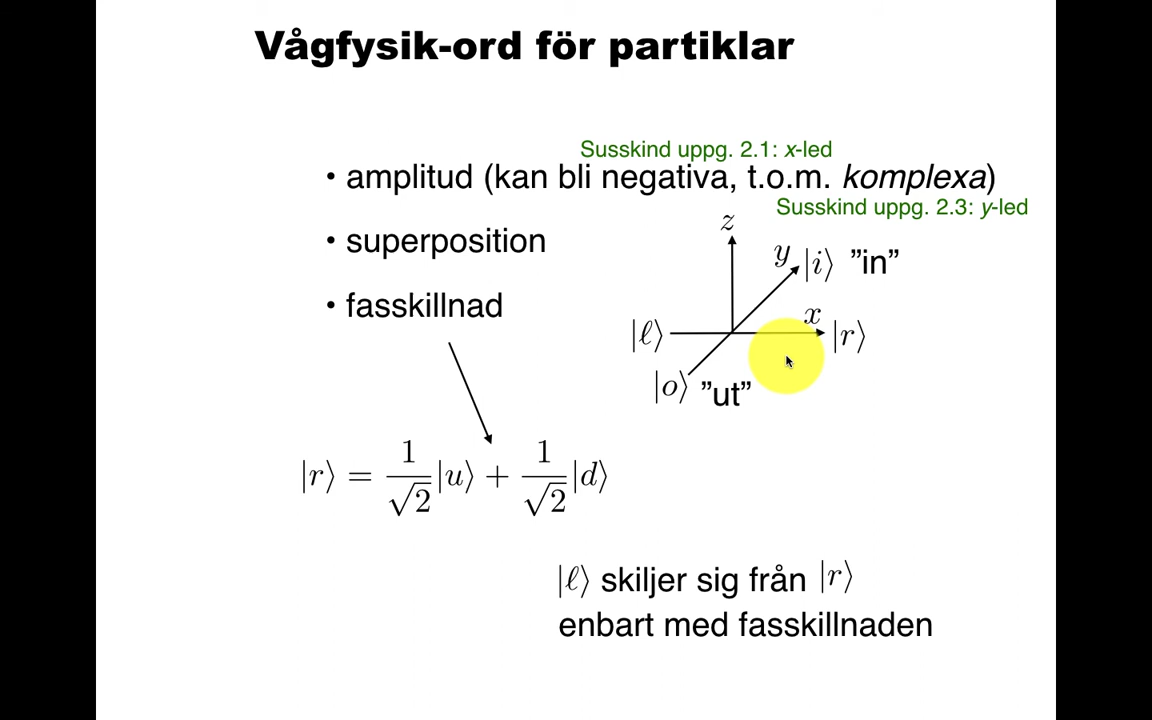 Vågfysik-ord för partiklar
Susskind uppg. 2.1: x-led
• amplitud (kan bli negativa, t.o.m. komplexa)
Susskind uppg. 2.3: y-led
z
• superposition
y |i⟩ ”in”
• fasskillnad
x
|ℓ⟩ |r⟩
|o⟩ ”ut”
|r⟩ = 1/√2 |u⟩ + 1/√2 |d⟩
|ℓ⟩ skiljer sig från |r⟩
enbart med fasskillnaden